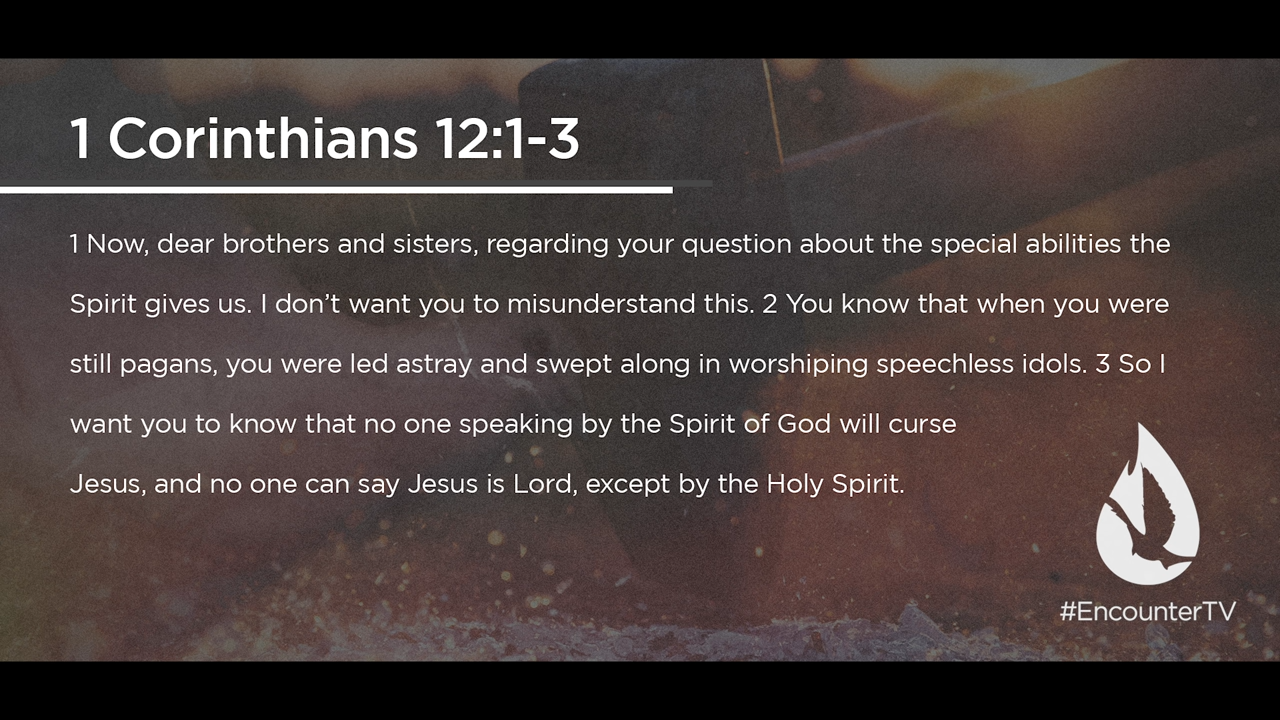 1 Corinthians 12:1-3
1 Now, dear brothers and sisters, regarding your question about the special abilities the
Spirit gives us. I don’t want you to misunderstand this. 2 You know that when you were
still pagans, you were led astray and swept along in worshiping speechless idols. 3 So I
want you to know that no one speaking by the Spirit of God will curse
Jesus, and no one can say Jesus is Lord, except by the Holy Spirit.
#EncounterTV